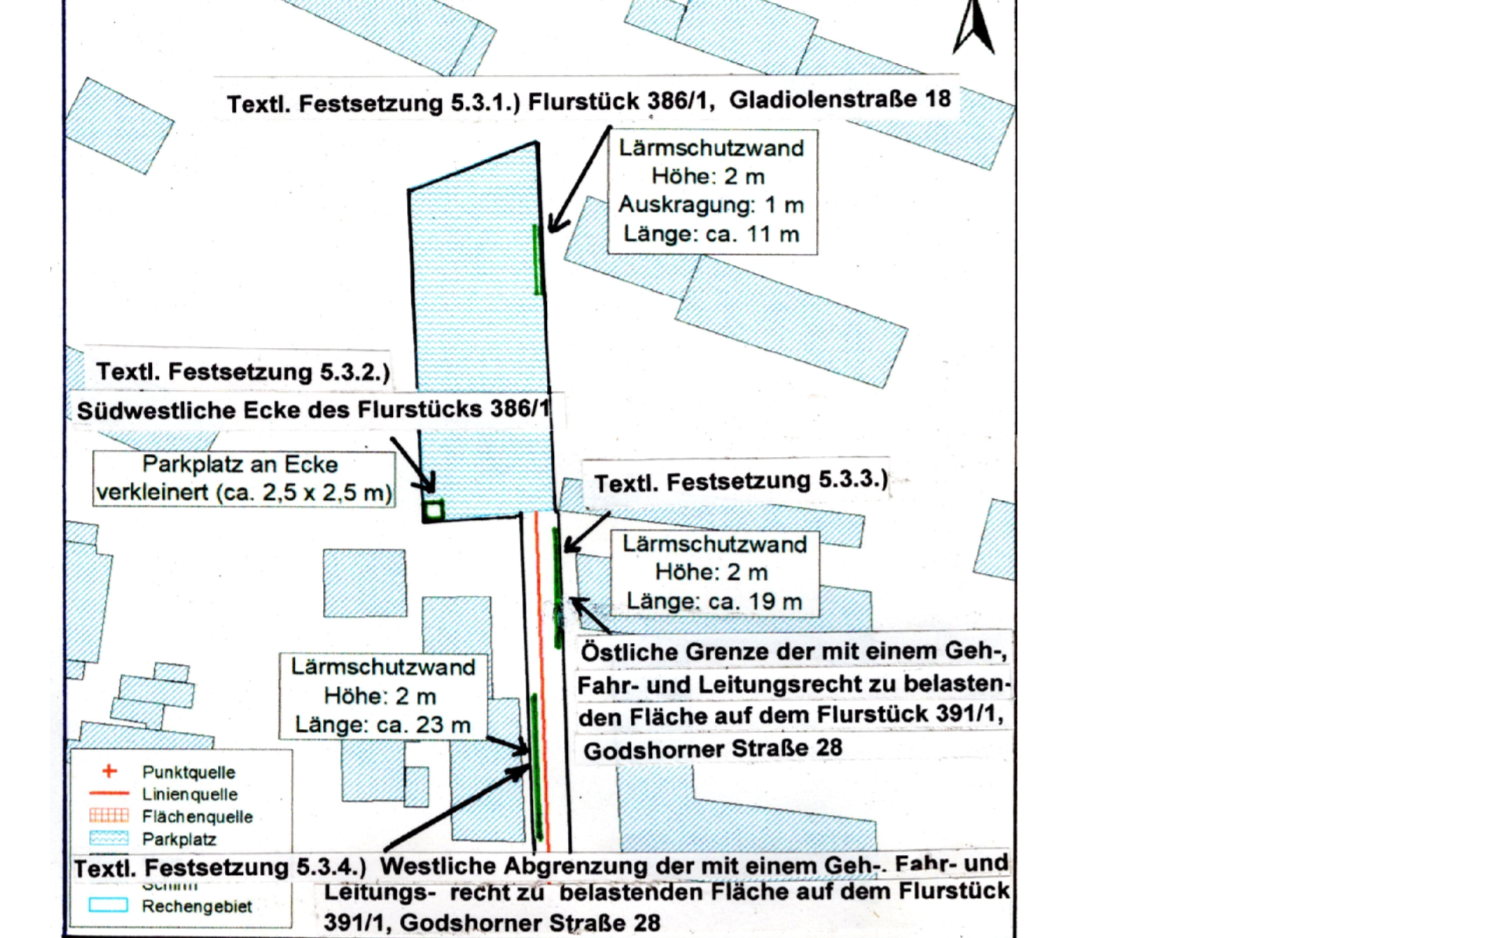 Textl. Festsetzung 5.3.1.) Flurstück 386/1, Gladiolenstraße 18
Lärmschutzwand
Höhe: 2 m
Auskragung: 1 m
Länge: ca. 11 m
Textl. Festsetzung 5.3.2.)
Südwestliche Ecke des Flurstücks 386/1
Parkplatz an Ecke
verkleinert (ca. 2,5 x 2,5 m)
Textl. Festsetzung 5.3.3.)
Lärmschutzwand
Höhe: 2 m
Länge: ca. 19 m
Östliche Grenze der mit einem Geh-,
Fahr- und Leitungsrecht zu belasten-
den Fläche auf dem Flurstück 391/1,
Godshorner Straße 28
Lärmschutzwand
Höhe: 2 m
Länge: ca. 23 m
Punktquelle
Linienquelle
Flächenquelle
Parkplatz
Textl. Festsetzung 5.3.4.) Westliche Abgrenzung der mit einem Geh-. Fahr- und
Leitungs- recht zu belastenden Fläche auf dem Flurstück
391/1, Godshorner Straße 28
Rechengebiet